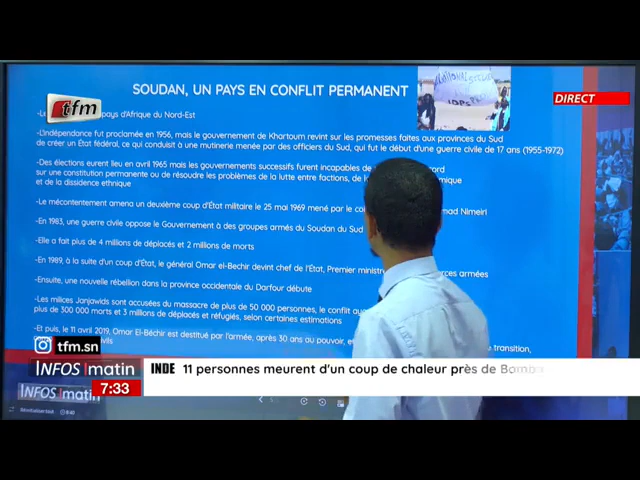 tfm
SOUDAN, UN PAYS EN CONFLIT PERMANENT
DIRECT
pays d'Afrique du Nord-Est
-L'indépendance fut proclamée en 1956, mais le gouvernement de Khartoum revint sur les promesses faites aux provinces du Sud
de créer un État fédéral, ce qui conduisit à une mutinerie menée par des officiers du Sud, qui fut le début d'une guerre civile de 17 ans (1955-1972)
-Des élections eurent lieu en avril 1965 mais les gouvernements successifs furent incapables de
sur une constitution permanente ou de résoudre les problèmes de la lutte entre factions, de
et de la dissidence ethnique
-Le mécontentement amena un deuxième coup d'État militaire le 25 mai 1969 mené par le Nimeiri
-En 1983, une guerre civile oppose le Gouvernement à des groupes armés du Soudan du Sud
-Elle a fait plus de 4 millions de déplacés et 2 millions de morts
-En 1989, à la suite d'un coup d'État, le général Omar el-Bechir devint chef de l'État, Premier armées
-Ensuite, une nouvelle rébellion dans la province occidentale du Darfour débute
-Les milices Janjawids sont accusées du massacre de plus de 50 000 personnes, le conflit
plus de 300 000 morts et 3 millions de déplacés et réfugiés, selon certaines estimations
-Et puis, le 11 avril 2019, Omar El-Béchir est destitué par l'armée, après 30 ans au pouvoir, et transition,
tfm.sn
INFOS matin
INDE 11 personnes meurent d'un coup de chaleur près de
7:33
INFOS matin